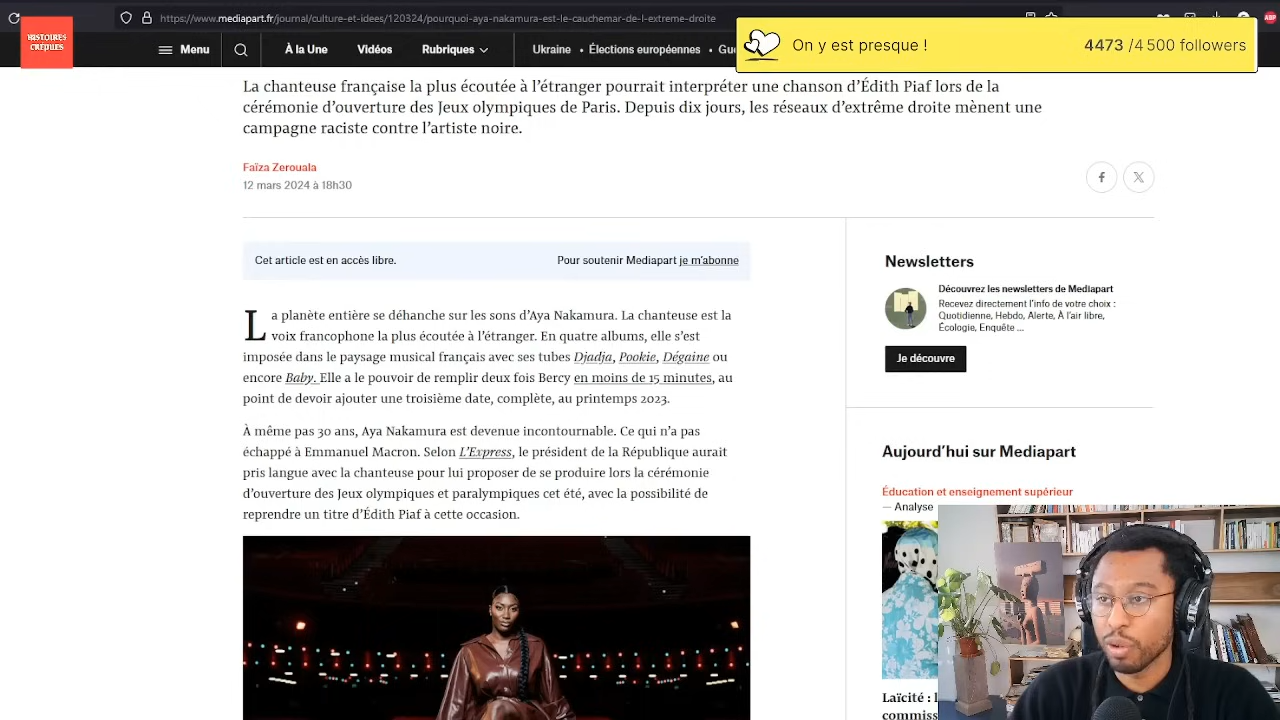 https://www.mediapart.fr/journal/culture-et-idees/120324/pourquoi-aya-nakamura-est-le-cauchemar-de-l-extreme-droite
HISTOIRES
CRÉPUES
Menu
À la Une
Vidéos
Rubriques
Ukraine • Élections européennes • Gue
On y est presque !
4473 /4 500 followers
La chanteuse française la plus écoutée à l’étranger pourrait interpréter une chanson d’Édith Piaf lors de la
cérémonie d’ouverture des Jeux olympiques de Paris. Depuis dix jours, les réseaux d’extrême droite mènent une
campagne raciste contre l’artiste noire.
Faïza Zerouala
12 mars 2024 à 18h30
Cet article est en accès libre.
Pour soutenir Mediapart je m’abonne
La planète entière se déhanche sur les sons d’Aya Nakamura. La chanteuse est la
voix francophone la plus écoutée à l’étranger. En quatre albums, elle s’est
imposée dans le paysage musical français avec ses tubes Djadja, Pookie, Dégaine ou
encore Baby. Elle a le pouvoir de remplir deux fois Bercy en moins de 15 minutes, au
point de devoir ajouter une troisième date, complète, au printemps 2023.
À même pas 30 ans, Aya Nakamura est devenue incontournable. Ce qui n’a pas
échappé à Emmanuel Macron. Selon L’Express, le président de la République aurait
pris langue avec la chanteuse pour lui proposer de se produire lors la cérémonie
d’ouverture des Jeux olympiques et paralympiques cet été, avec la possibilité de
reprendre un titre d’Édith Piaf à cette occasion.
Newsletters
Découvrez les newsletters de Mediapart
Recevez directement l’info de votre choix :
Quotidienne, Hebdo, Alerte, À l’air libre,
Écologie, Enquête ...
Je découvre
Aujourd’hui sur Mediapart
Éducation et enseignement supérieur
— Analyse
Laïcité : l
commiss